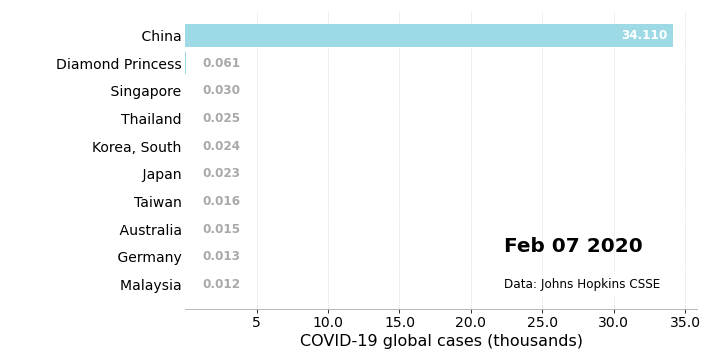 China 34.110
Diamond Princess 0.061
Singapore 0.030
Thailand 0.025
Korea, South 0.024
Japan 0.023
Taiwan 0.016
Australia 0.015
Germany 0.013
Malaysia 0.012
Feb 07 2020
Data: Johns Hopkins CSSE
5 10.0 15.0 20.0 25.0 30.0 35.0
COVID-19 global cases (thousands)